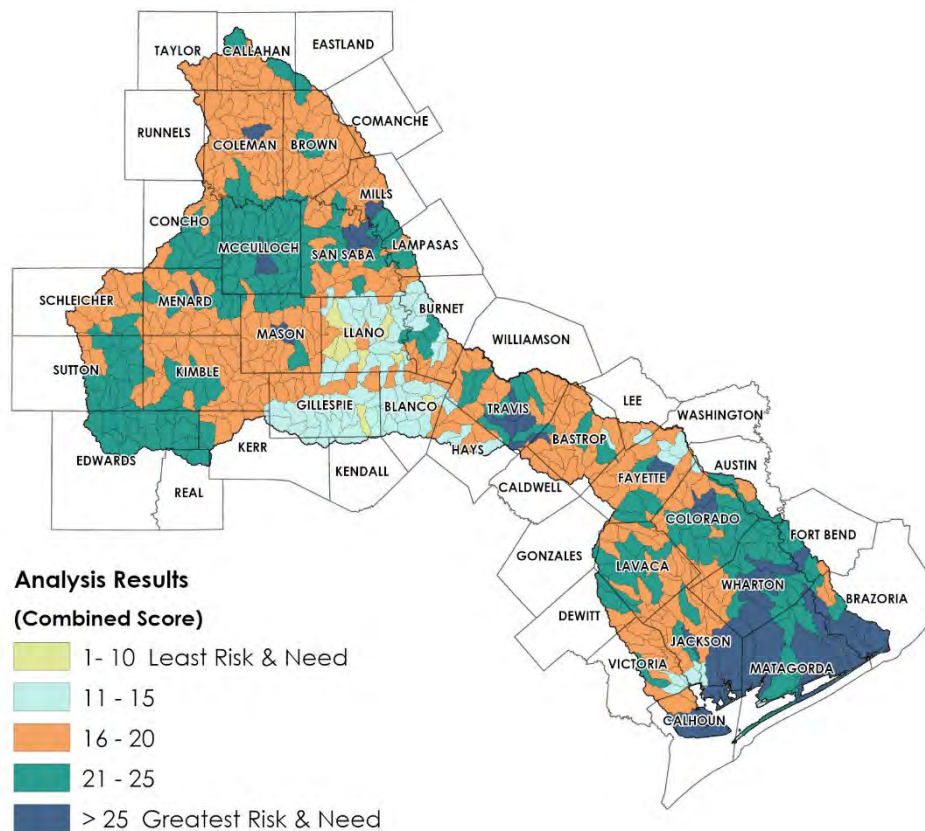 EASTLAND
CALLAHAN
TAYLOR
COMANCHE
RUNNELS
COLEMAN
BROWN
MILLS
CONCHO
MCCULLOCH
SAN SABA
LAMPASAS
SCHLEICHER
MENARD
BURNET
MASON
LLANO
WILLIAMSON
SUTTON
KIMBLE
LEE
GILLESPIE
BLANCO
TRAVIS
WASHINGTON
BASTROP
EDWARDS
KERR
HAYS
AUSTIN
KENDALL
FAYETTE
REAL
CALDWELL
COLORADO
FORT BEND
GONZALES
LAVACA
WHARTON
BRAZORIA
DEWITT
JACKSON
VICTORIA
MATAGORDA
CALHOUN
Analysis Results
(Combined Score)
1- 10 Least Risk & Need
11 - 15
16 - 20
21 - 25
> 25 Greatest Risk & Need